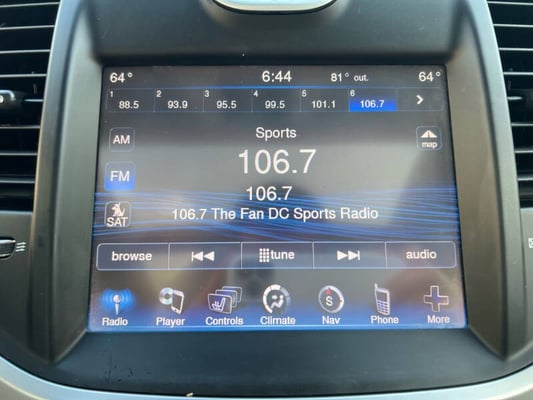 64° 6:44 81° out. 64°
1 2 3 4 5 6
88.5 93.9 95.5 99.5 101.1 106.7 >
Sports
AM 106.7 map
FM 106.7
SAT 106.7 The Fan DC Sports Radio
browse tune audio
Radio Player Controls Climate S Nav Phone More